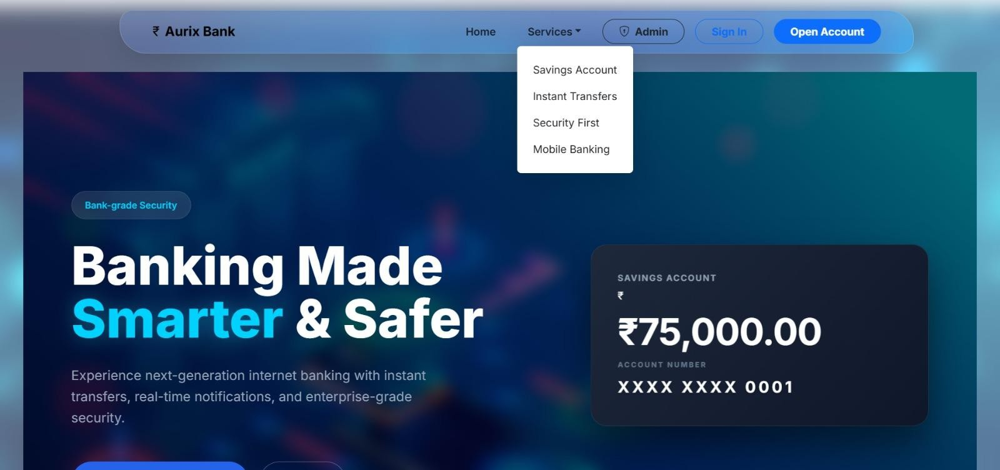 ₹ Aurix Bank
Home
Services
Admin
Sign In
Open Account
Savings Account
Instant Transfers
Security First
Mobile Banking
Bank-grade Security
Banking Made
Smarter & Safer
Experience next-generation internet banking with instant
transfers, real-time notifications, and enterprise-grade
security.
SAVINGS ACCOUNT
₹
₹75,000.00
ACCOUNT NUMBER
XXXX XXXX 0001